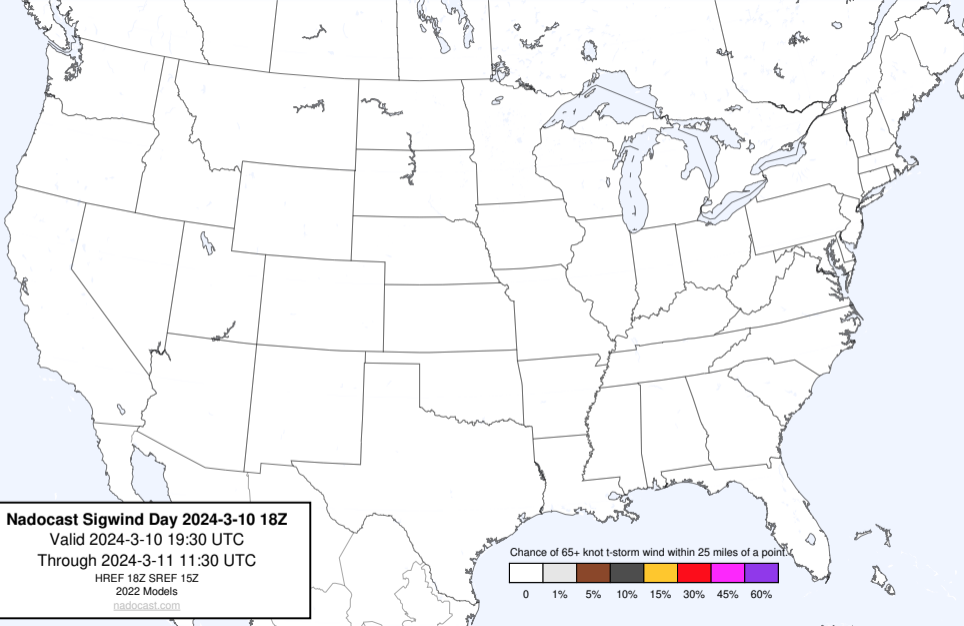 Nadocast Sigwind Day 2024-3-10 18Z
Valid 2024-3-10 19:30 UTC
Through 2024-3-11 11:30 UTC
HREF 18Z SREF 15Z
2022 Models
nadocast.com
Chance of 65+ knot t-storm wind within 25 miles of a point.
0 1% 5% 10% 15% 30% 45% 60%